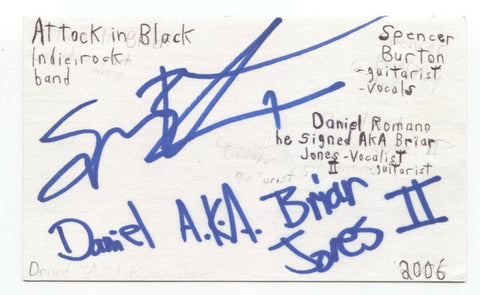 Attack in Black
Indie, rock
band
Spencer
Burton
-guitarist
-vocals
Daniel Romano
he signed AKA Briar
Jones -Vocalist
II guitarist
Daniel A.K.A. Briar
Jones II
2006